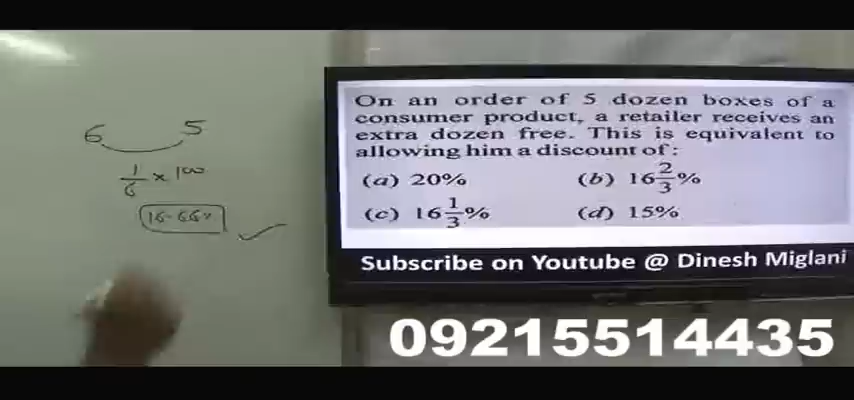 6 5
1/6 × 100
16.66%
On an order of 5 dozen boxes of a
consumer product, a retailer receives an
extra dozen free. This is equivalent to
allowing him a discount of :
(a) 20% (b) 16 2/3 %
(c) 16 1/3 % (d) 15%
Subscribe on Youtube @ Dinesh Miglani
09215514435